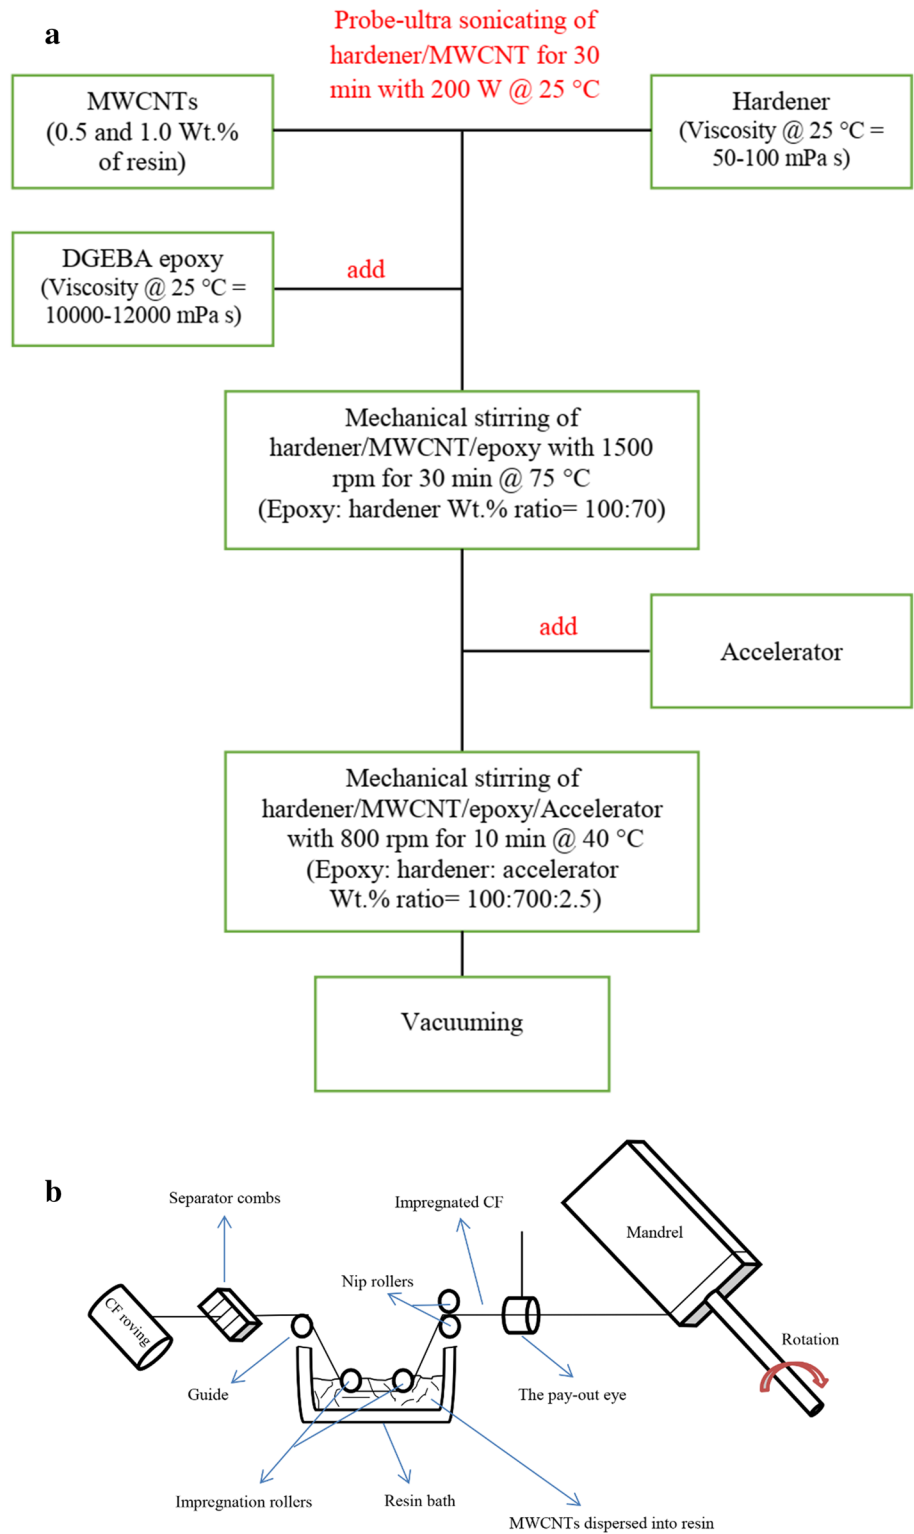 a
Probe-ultra sonicating of
hardener/MWCNT for 30
min with 200 W @ 25 °C
MWCNTs
(0.5 and 1.0 Wt.%
of resin)
Hardener
(Viscosity @ 25 °C =
50-100 mPa s)
DGEBA epoxy
(Viscosity @ 25 °C =
10000-12000 mPa s)
add
Mechanical stirring of
hardener/MWCNT/epoxy with 1500
rpm for 30 min @ 75 °C
(Epoxy: hardener Wt.% ratio= 100:70)
add
Accelerator
Mechanical stirring of
hardener/MWCNT/epoxy/Accelerator
with 800 rpm for 10 min @ 40 °C
(Epoxy: hardener: accelerator
Wt.% ratio= 100:700:2.5)
Vacuuming
b
Separator combs
Impregnated CF
Mandrel
Nip rollers
CF roving
Rotation
Guide
The pay-out eye
Impregnation rollers
Resin bath
MWCNTs dispersed into resin